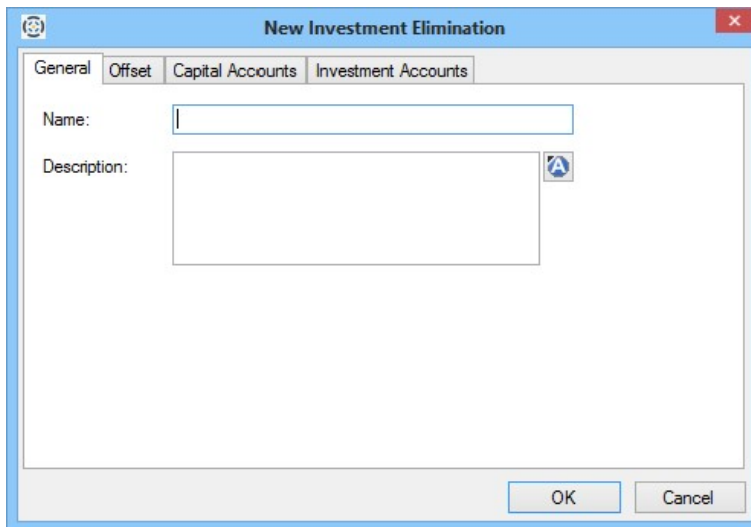 New Investment Elimination
General Offset Capital Accounts Investment Accounts
Name:
Description:
OK Cancel